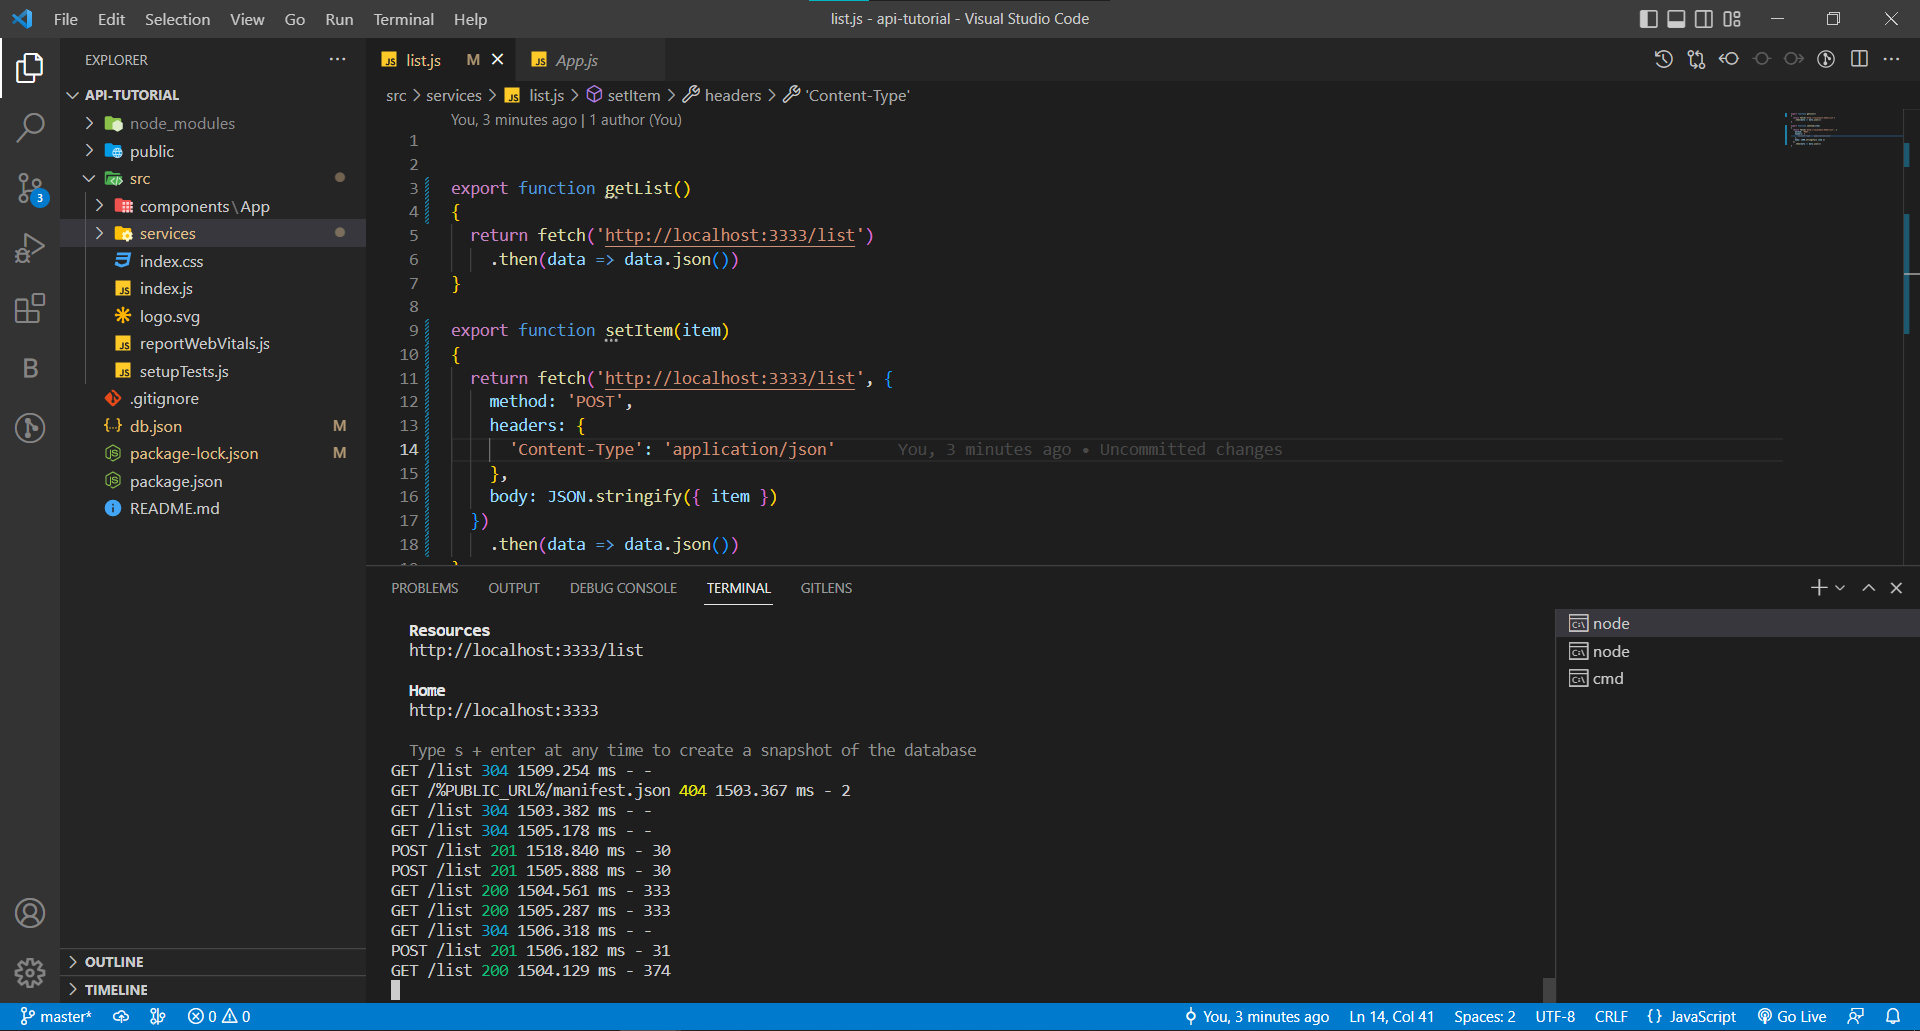 File Edit Selection View Go Run Terminal Help
list.js - api-tutorial - Visual Studio Code
EXPLORER
API-TUTORIAL
node_modules
public
src
components\App
services
index.css
index.js
logo.svg
reportWebVitals.js
setupTests.js
.gitignore
db.json M
package-lock.json M
package.json
README.md
OUTLINE
TIMELINE
3
B
JS list.js M
JS App.js
src > services > JS list.js > setItem > headers > 'Content-Type'
You, 3 minutes ago | 1 author (You)
1
2
3 export function getList()
4 {
5 return fetch('http://localhost:3333/list')
6 .then(data => data.json())
7 }
8
9 export function setItem(item)
10 {
11 return fetch('http://localhost:3333/list', {
12 method: 'POST',
13 headers: {
14 'Content-Type': 'application/json' You, 3 minutes ago • Uncommitted changes
15 },
16 body: JSON.stringify({ item })
17 })
18 .then(data => data.json())
PROBLEMS OUTPUT DEBUG CONSOLE TERMINAL GITLENS
Resources
http://localhost:3333/list
Home
http://localhost:3333
Type s + enter at any time to create a snapshot of the database
GET /list 304 1509.254 ms - -
GET /%PUBLIC_URL%/manifest.json 404 1503.367 ms - 2
GET /list 304 1503.382 ms - -
GET /list 304 1505.178 ms - -
POST /list 201 1518.840 ms - 30
POST /list 201 1505.888 ms - 30
GET /list 200 1504.561 ms - 333
GET /list 200 1505.287 ms - 333
GET /list 304 1506.318 ms - -
POST /list 201 1506.182 ms - 31
GET /list 200 1504.129 ms - 374
node
node
cmd
master* 0 0 You, 3 minutes ago Ln 14, Col 41 Spaces: 2 UTF-8 CRLF {} JavaScript Go Live